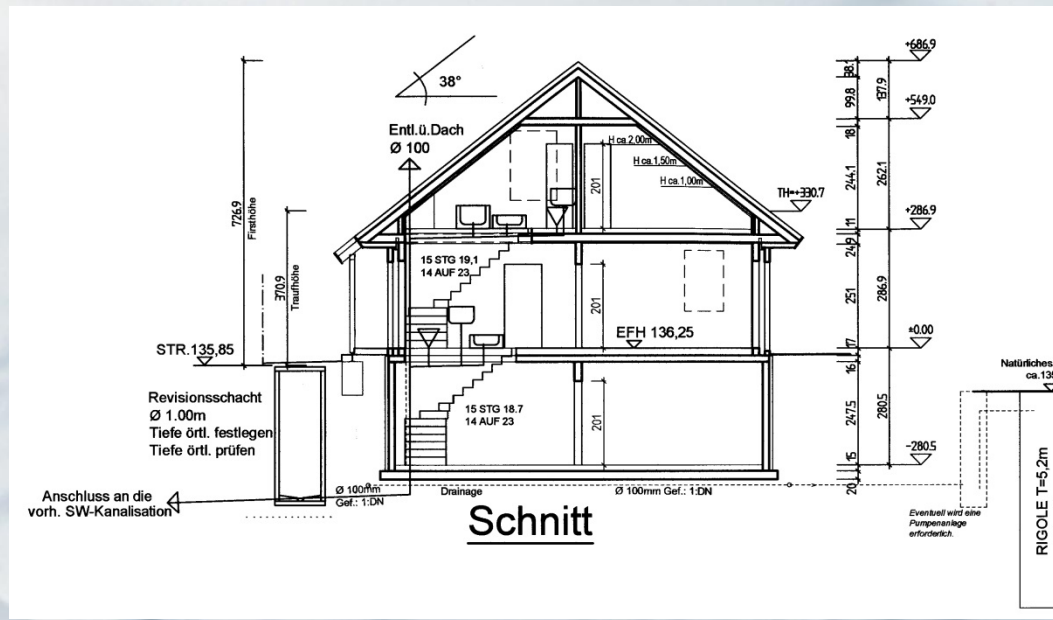 38°
Entl.ü.Dach
Ø 100
H ca.2,00m
H ca.1,50m
H ca.1,00m
201
TH=+330.7
726.9
Firsthöhe
370.9
Traufhöhe
15 STG 19,1
14 AUF 23
201
EFH 136,25
STR.135,85
Revisionsschacht
Ø 1.00m
Tiefe örtl. festlegen
Tiefe örtl. prüfen
15 STG 18.7
14 AUF 23
201
Anschluss an die
vorh. SW-Kanalisation
Ø 100mm
Gef.: 1:DN
Drainage
Ø 100mm Gef.: 1:DN
Schnitt
38.1
99.8
18
244.1
11
24.9
251
17
16
247.5
15
20
137.9
262.1
286.9
280.5
+686.9
+549.0
+286.9
±0.00
-280.5
Natürliches
ca.135
Eventuell wird eine
Pumpenanlage
erforderlich.
RIGOLE T=5,2m